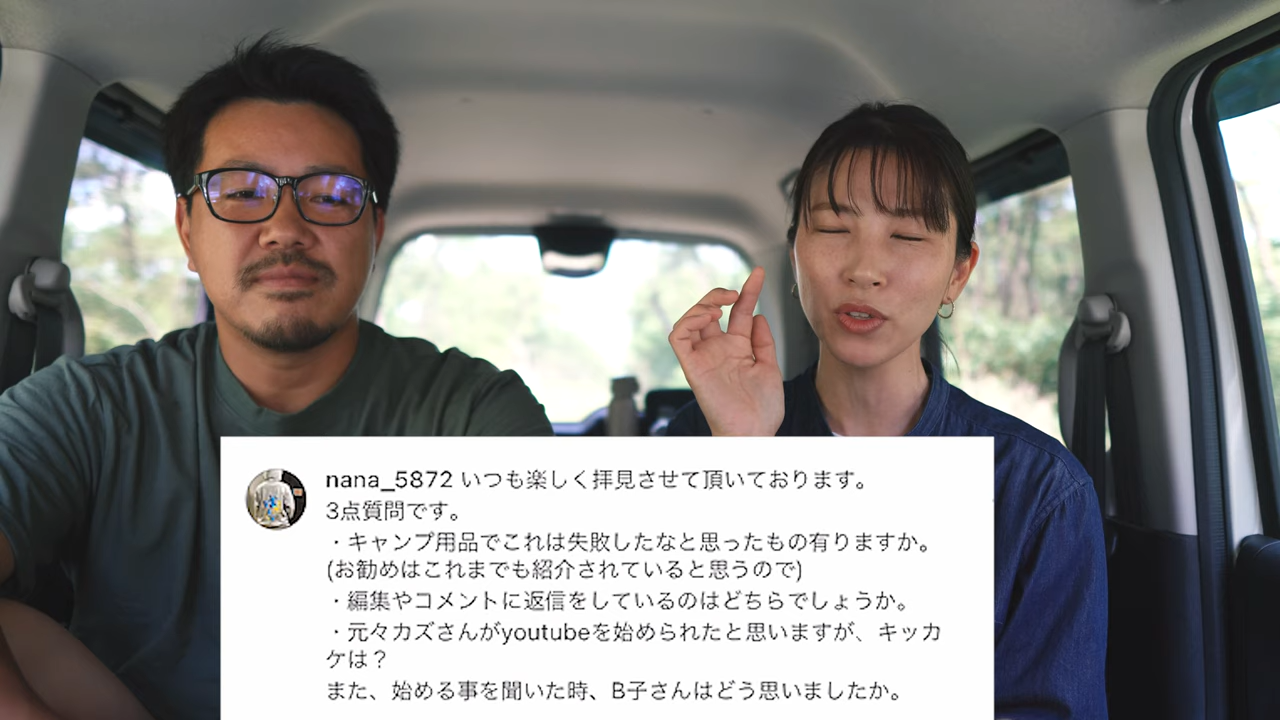 nana_5872 いつも楽しく拝見させて頂いております。
3点質問です。
・キャンプ用品でこれは失敗したなと思ったもの有りますか。
(お勧めはこれまでも紹介されていると思うので)
・編集やコメントに返信をしているのはどちらでしょうか。
・元々カズさんがyoutubeを始められたと思いますが、キッカ
ケは？
また、始める事を聞いた時、B子さんはどう思いましたか。